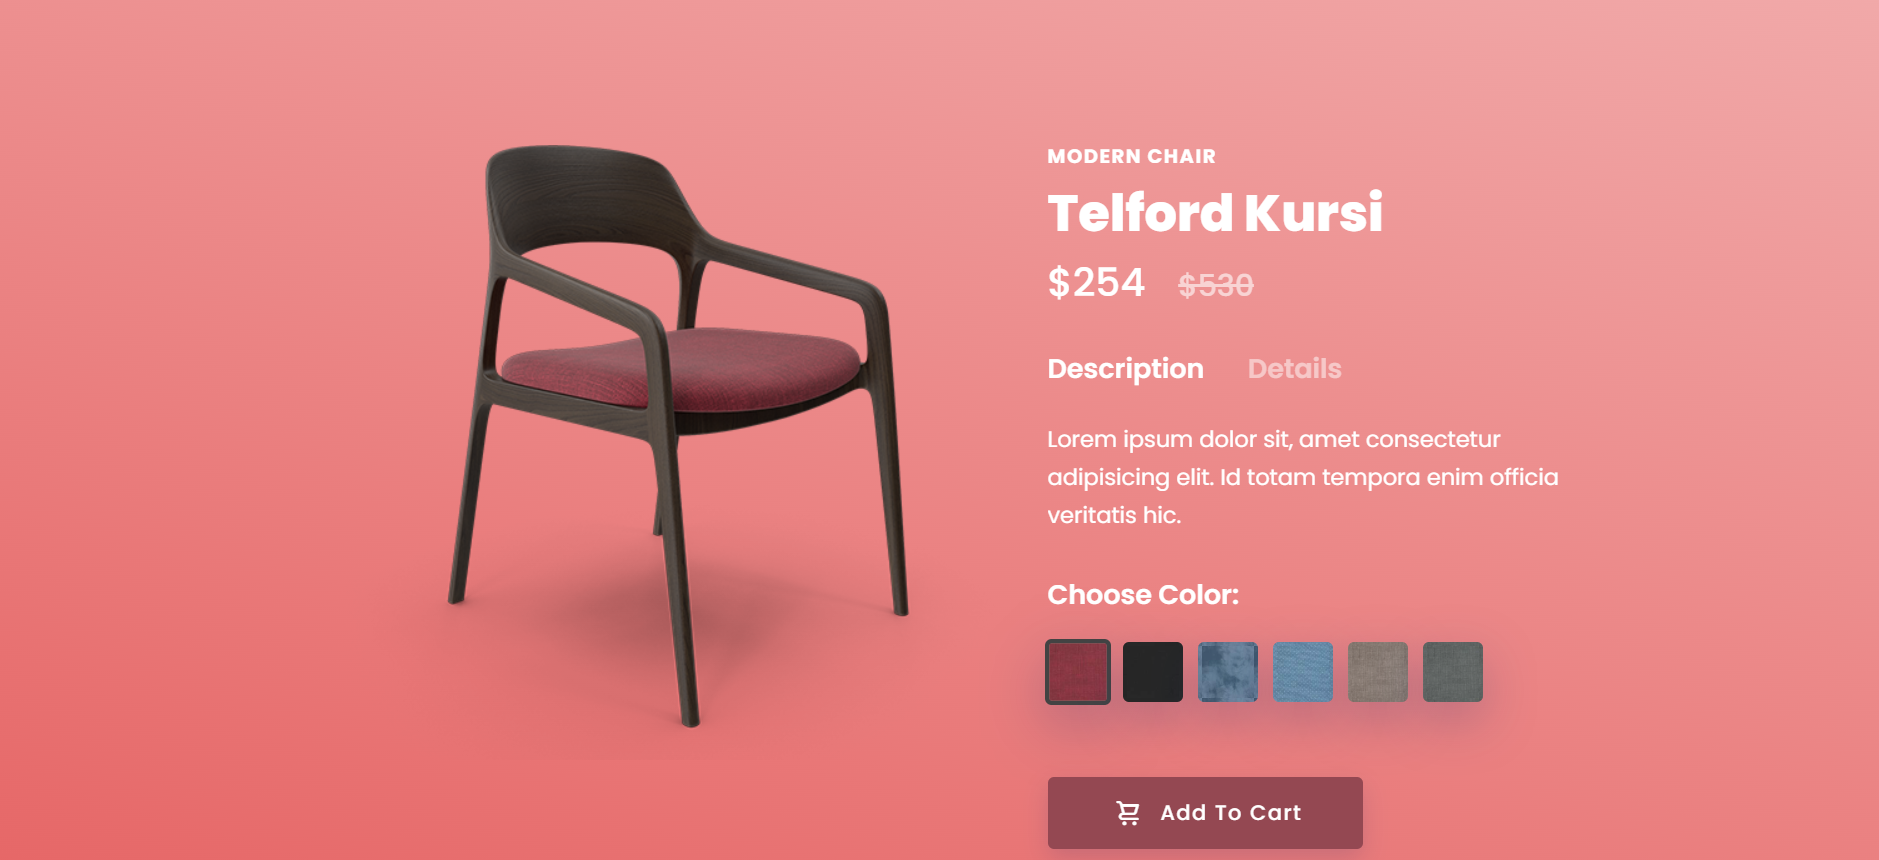 MODERN CHAIR
Telford Kursi
$254 $530
Description Details
Lorem ipsum dolor sit, amet consectetur
adipisicing elit. Id totam tempora enim officia
veritatis hic.
Choose Color:
Add To Cart